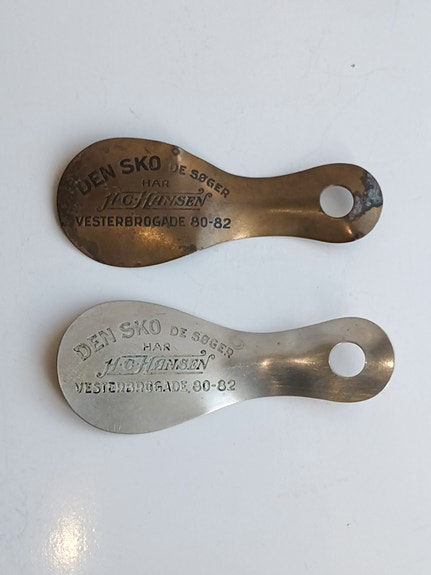 DEN SKO DE SØGER
HAR
H·C·HANSEN
VESTERBROGADE 80-82
DEN SKO DE SØGER
HAR
H·C·HANSEN
VESTERBROGADE 80-82